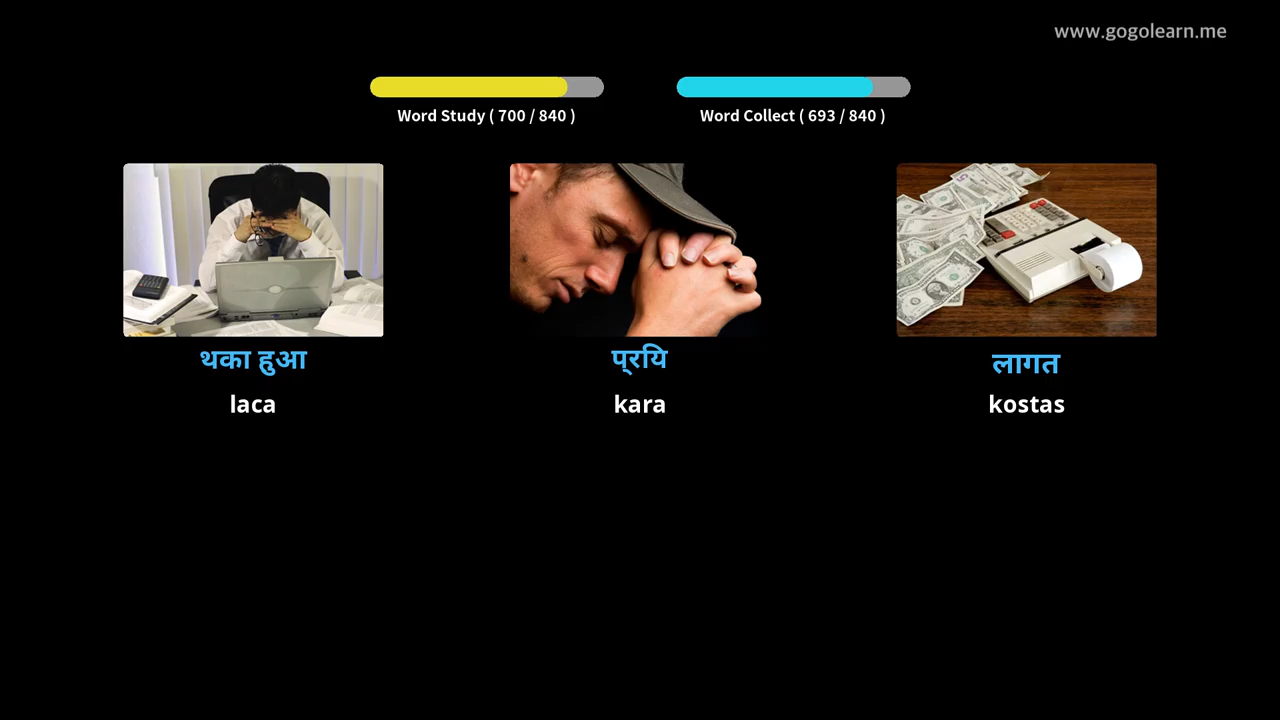 www.gogolearn.me
Word Study ( 700 / 840 )
Word Collect ( 693 / 840 )
थका हुआ
प्रयि
लागत
laca
kara
kostas